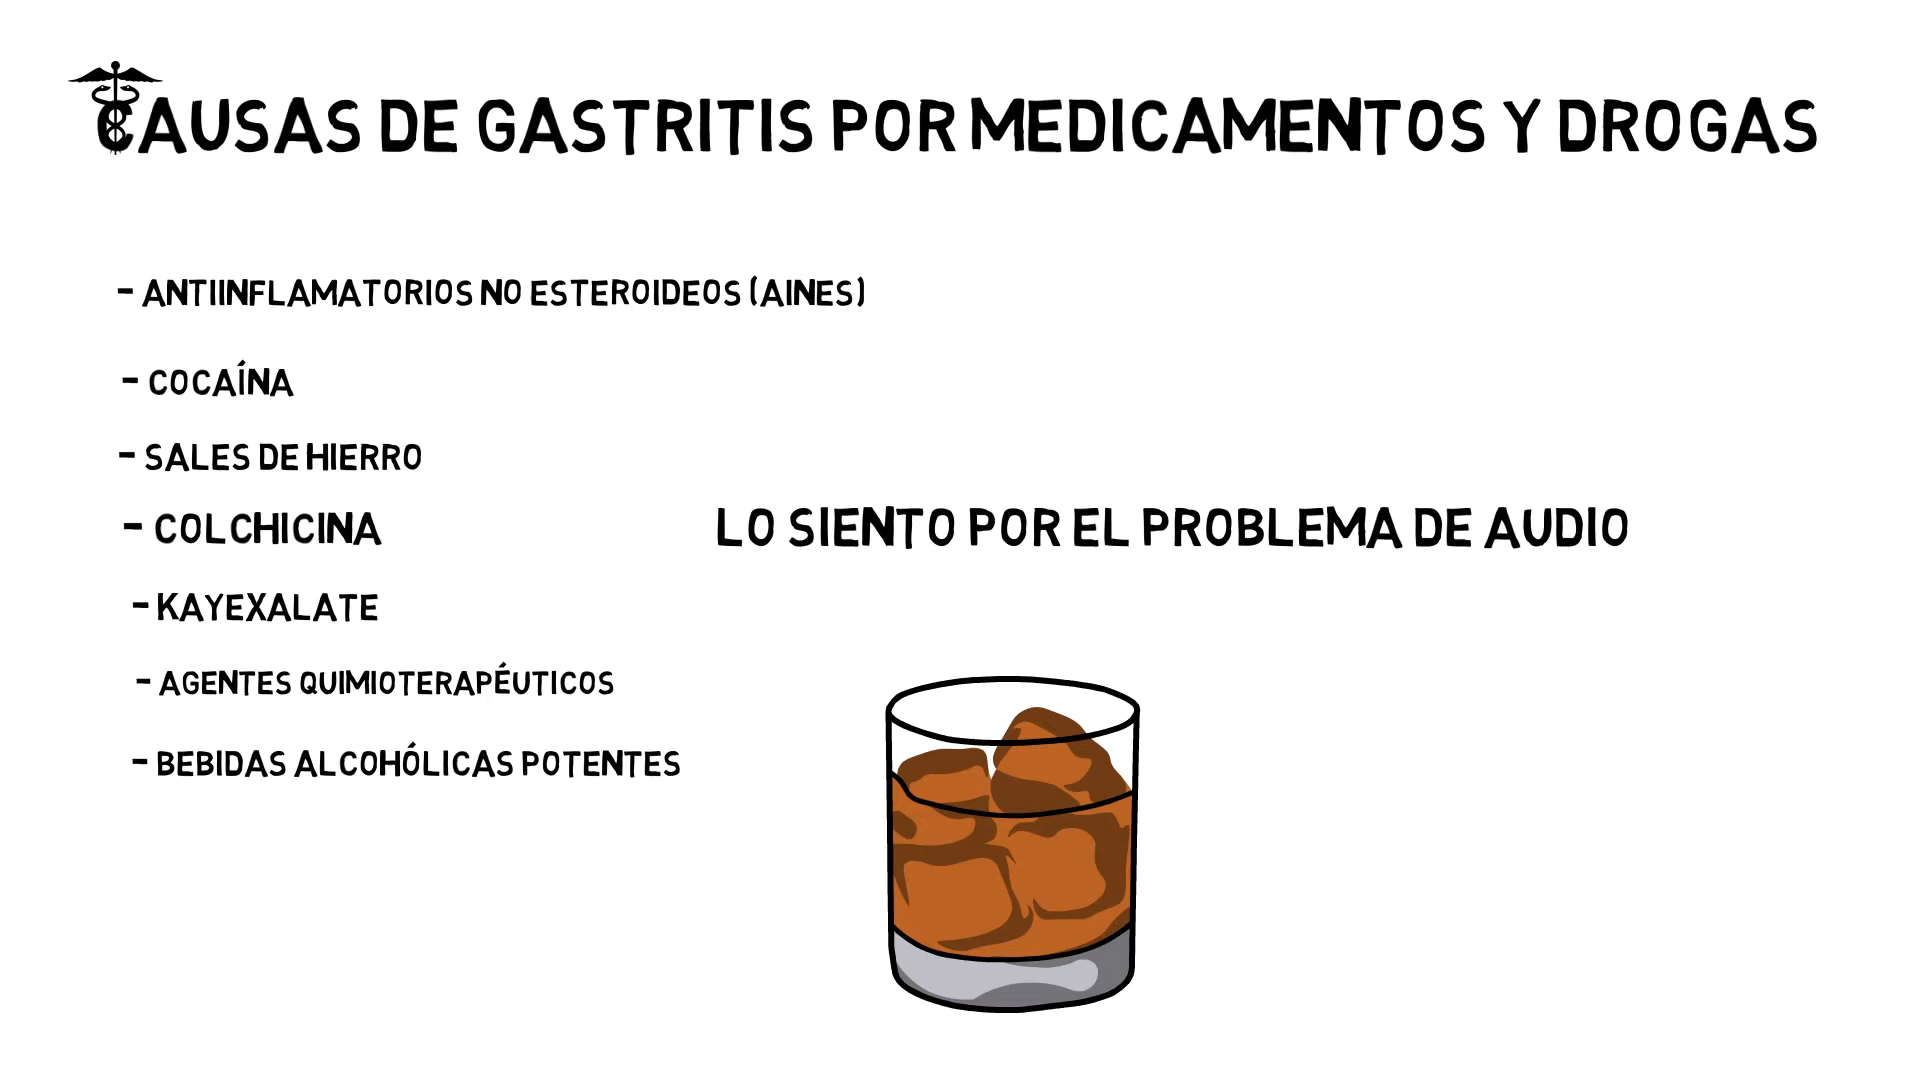 CAUSAS DE GASTRITIS POR MEDICAMENTOS Y DROGAS
- ANTIINFLAMATORIOS NO ESTEROIDEOS (AINES)
- COCAÍNA
- SALES DE HIERRO
- COLCHICINA
LO SIENTO POR EL PROBLEMA DE AUDIO
- KAYEXALATE
- AGENTES QUIMIOTERAPÉUTICOS
- BEBIDAS ALCOHÓLICAS POTENTES